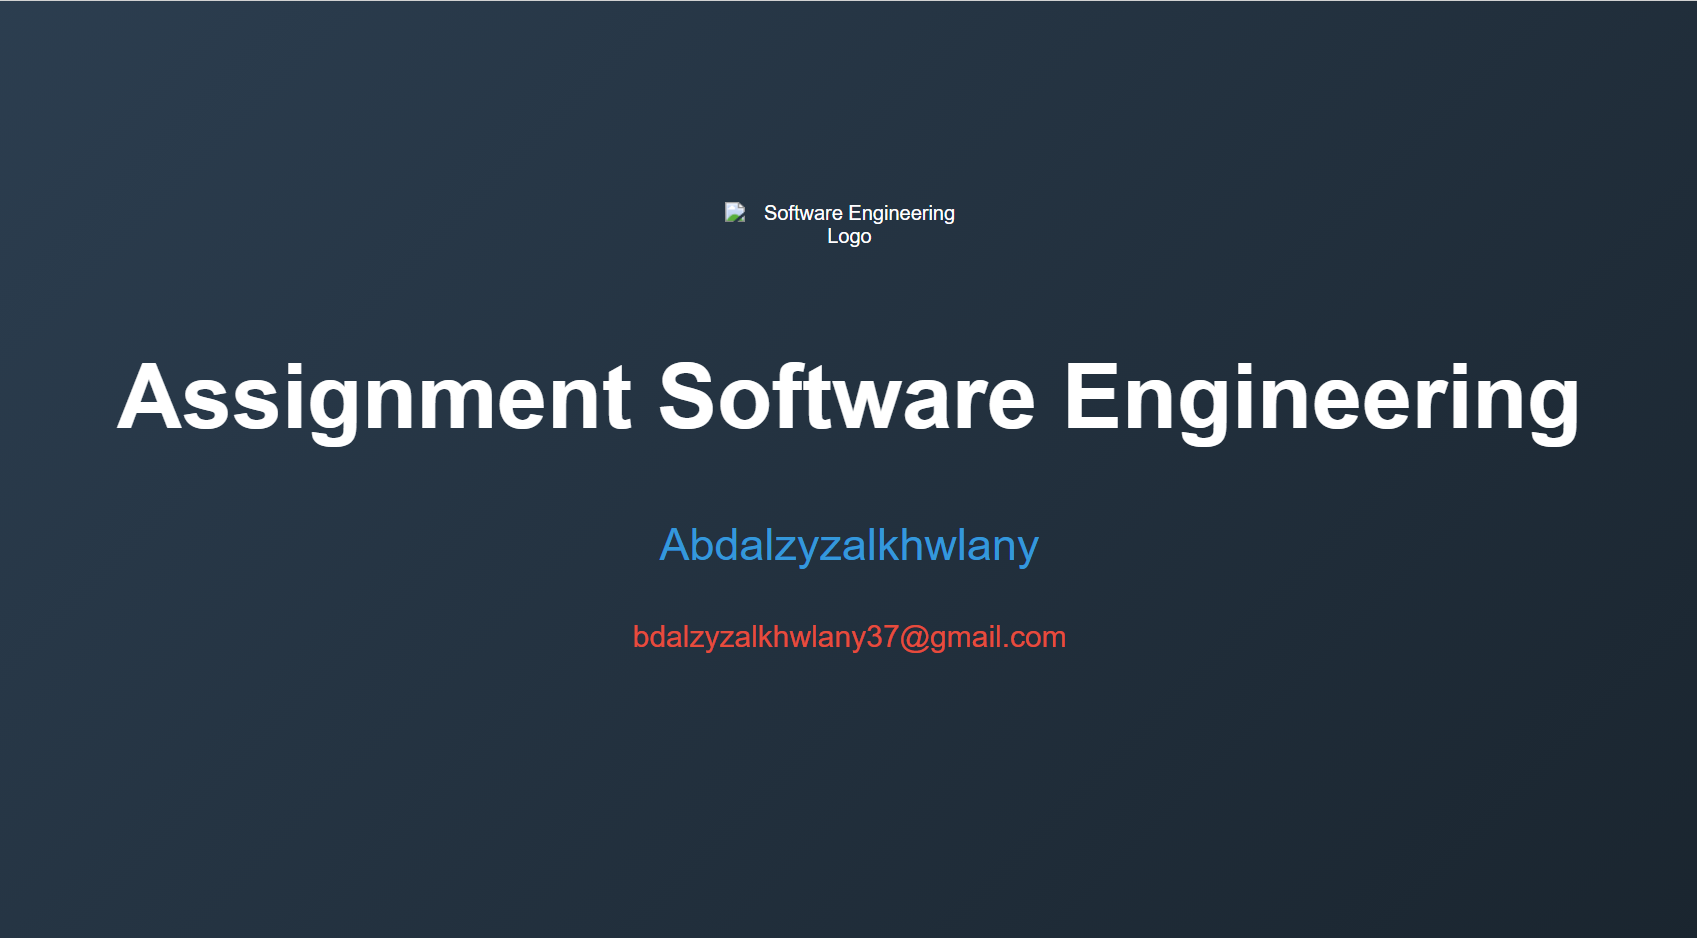 Software Engineering
Logo
Assignment Software Engineering
Abdalzyzalkhwlany
bdalzyzalkhwlany37@gmail.com